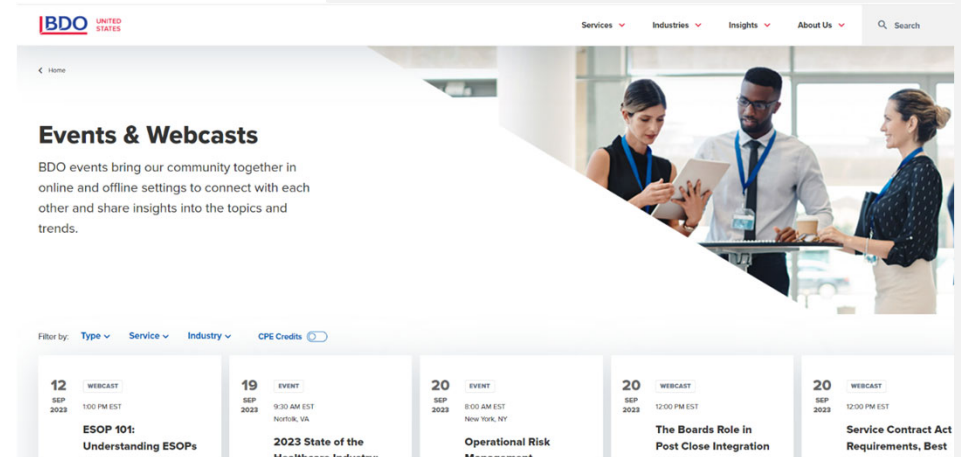 BDO UNITED STATES
Services
Industries
Insights
About Us
Search
Home
Events & Webcasts
BDO events bring our community together in
online and offline settings to connect with each
other and share insights into the topics and
trends.
Filter by: Type Service Industry CPE Credits
12 SEP 2023
WEBCAST
1:00 PM EST
ESOP 101:
Understanding ESOPs
19 SEP 2023
EVENT
9:30 AM EST
Norfolk, VA
2023 State of the
Healthcare Industry:
20 SEP 2023
EVENT
8:00 AM EST
New York, NY
Operational Risk
Management
20 SEP 2023
WEBCAST
12:00 PM EST
The Boards Role in
Post Close Integration
20 SEP 2023
WEBCAST
12:00 PM EST
Service Contract Act
Requirements, Best